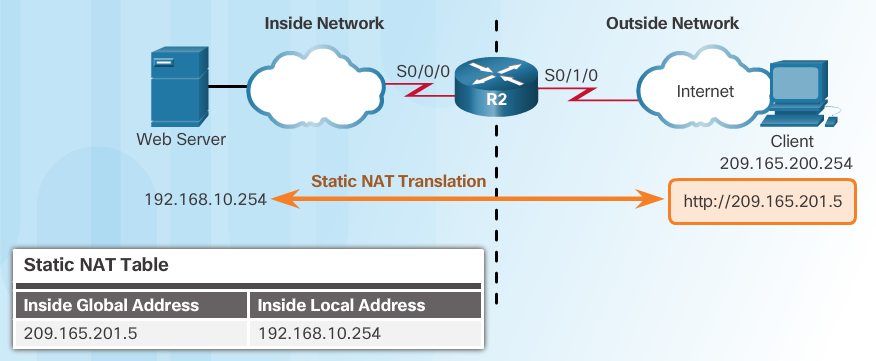 Inside Network
Outside Network
S0/0/0
S0/1/0
R2
Internet
Web Server
Client
209.165.200.254
Static NAT Translation
192.168.10.254
http://209.165.201.5
Static NAT Table
Inside Global Address
Inside Local Address
209.165.201.5
192.168.10.254